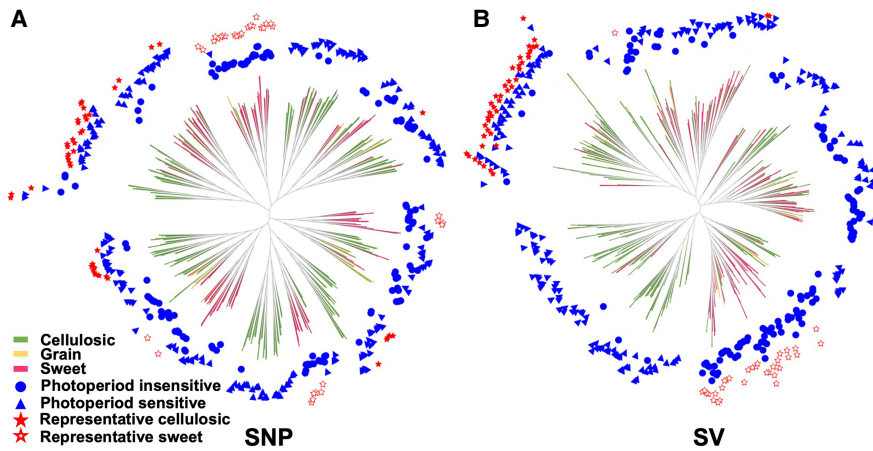 A
B
Cellulosic
Grain
Sweet
Photoperiod insensitive
Photoperiod sensitive
Representative cellulosic
Representative sweet
SNP
SV